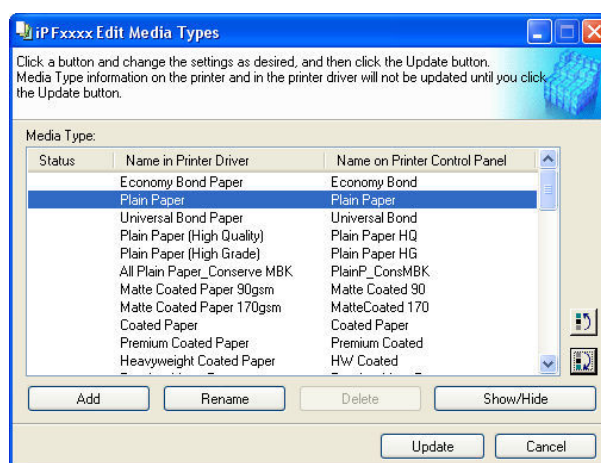 iPFxxxx Edit Media Types
Click a button and change the settings as desired, and then click the Update button.
Media Type information on the printer and in the printer driver will not be updated until you click
the Update button.
Media Type:
Status Name in Printer Driver Name on Printer Control Panel
Economy Bond Paper Economy Bond
Plain Paper Plain Paper
Universal Bond Paper Universal Bond
Plain Paper (High Quality) Plain Paper HQ
Plain Paper (High Grade) Plain Paper HG
All Plain Paper_Conserve MBK PlainP_ConsMBK
Matte Coated Paper 90gsm Matte Coated 90
Matte Coated Paper 170gsm MatteCoated 170
Coated Paper Coated Paper
Premium Coated Paper Premium Coated
Heavyweight Coated Paper HW Coated
Add Rename Delete Show/Hide
Update Cancel